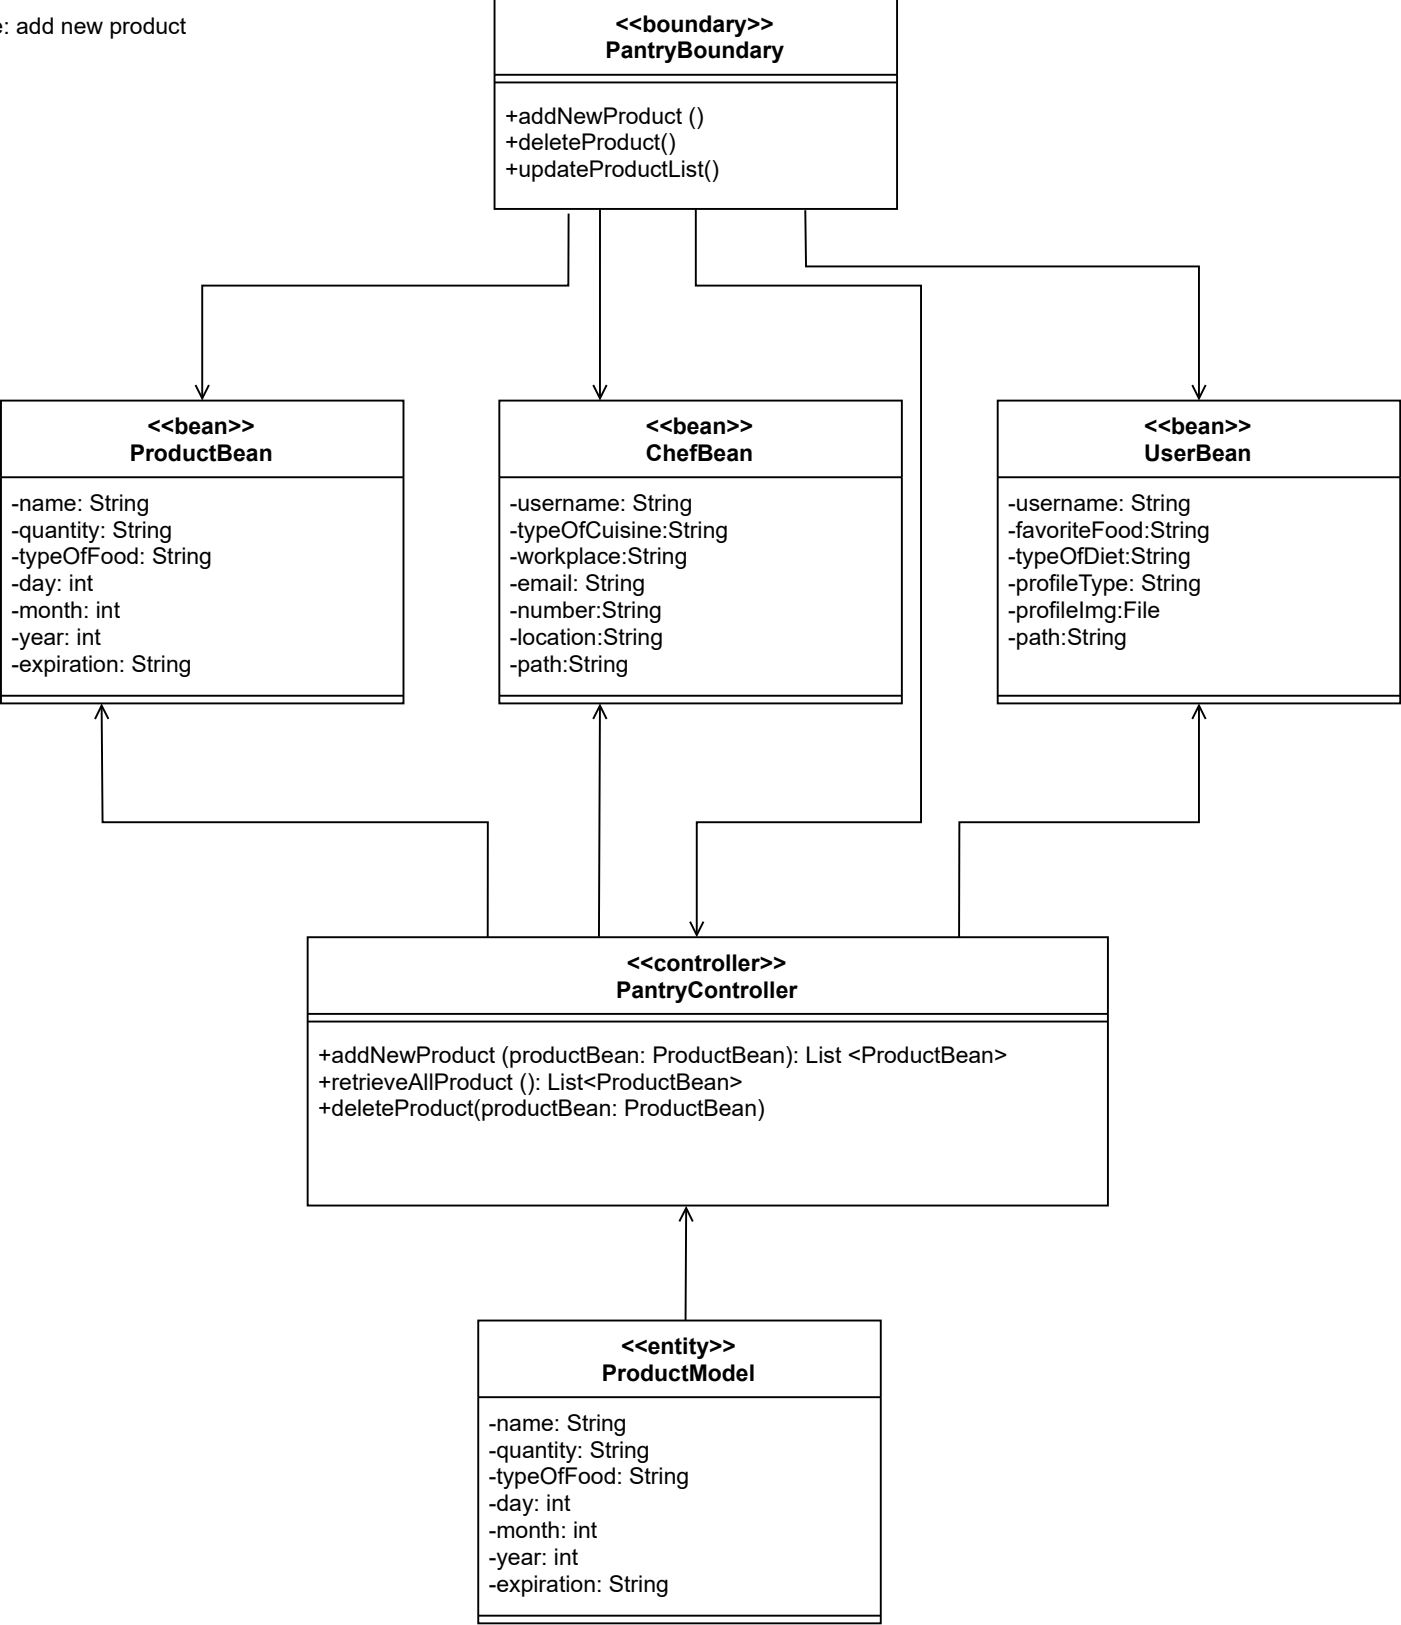 : add new product
<<boundary>>
PantryBoundary
+addNewProduct ()
+deleteProduct()
+updateProductList()
<<bean>>
ProductBean
-name: String
-quantity: String
-typeOfFood: String
-day: int
-month: int
-year: int
-expiration: String
<<bean>>
ChefBean
-username: String
-typeOfCuisine:String
-workplace:String
-email: String
-number:String
-location:String
-path:String
<<bean>>
UserBean
-username: String
-favoriteFood:String
-typeOfDiet:String
-profileType: String
-profileImg:File
-path:String
<<controller>>
PantryController
+addNewProduct (productBean: ProductBean): List <ProductBean>
+retrieveAllProduct (): List<ProductBean>
+deleteProduct(productBean: ProductBean)
<<entity>>
ProductModel
-name: String
-quantity: String
-typeOfFood: String
-day: int
-month: int
-year: int
-expiration: String